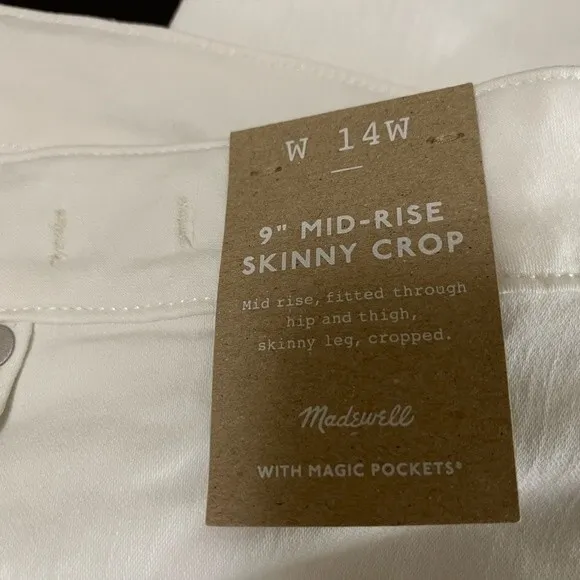 W 14W
9" MID-RISE
SKINNY CROP
Mid rise, fitted through
hip and thigh,
skinny leg, cropped.
Madewell
WITH MAGIC POCKETS®